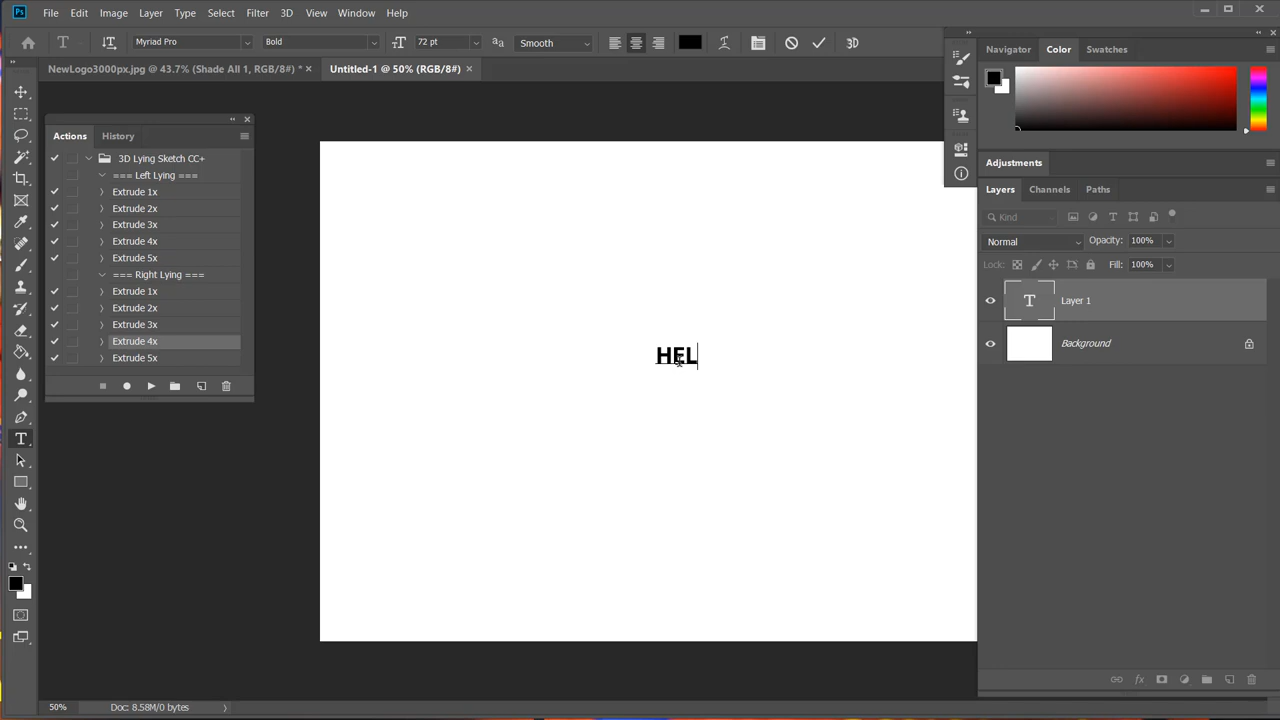 Ps File Edit Image Layer Type Select Filter 3D View Window Help
T Myriad Pro Bold 72 pt aa Smooth 3D
NewLogo3000px.jpg @ 43.7% (Shade All 1, RGB/8#) * × Untitled-1 @ 50% (RGB/8#) ×
Actions History
3D Lying Sketch CC+
=== Left Lying ===
Extrude 1x
Extrude 2x
Extrude 3x
Extrude 4x
Extrude 5x
=== Right Lying ===
Extrude 1x
Extrude 2x
Extrude 3x
Extrude 4x
Extrude 5x
HEL
Navigator Color Swatches
Adjustments
Layers Channels Paths
Kind
Normal Opacity: 100%
Lock: Fill: 100%
T Layer 1
Background
fx
50% Doc: 8.58M/0 bytes